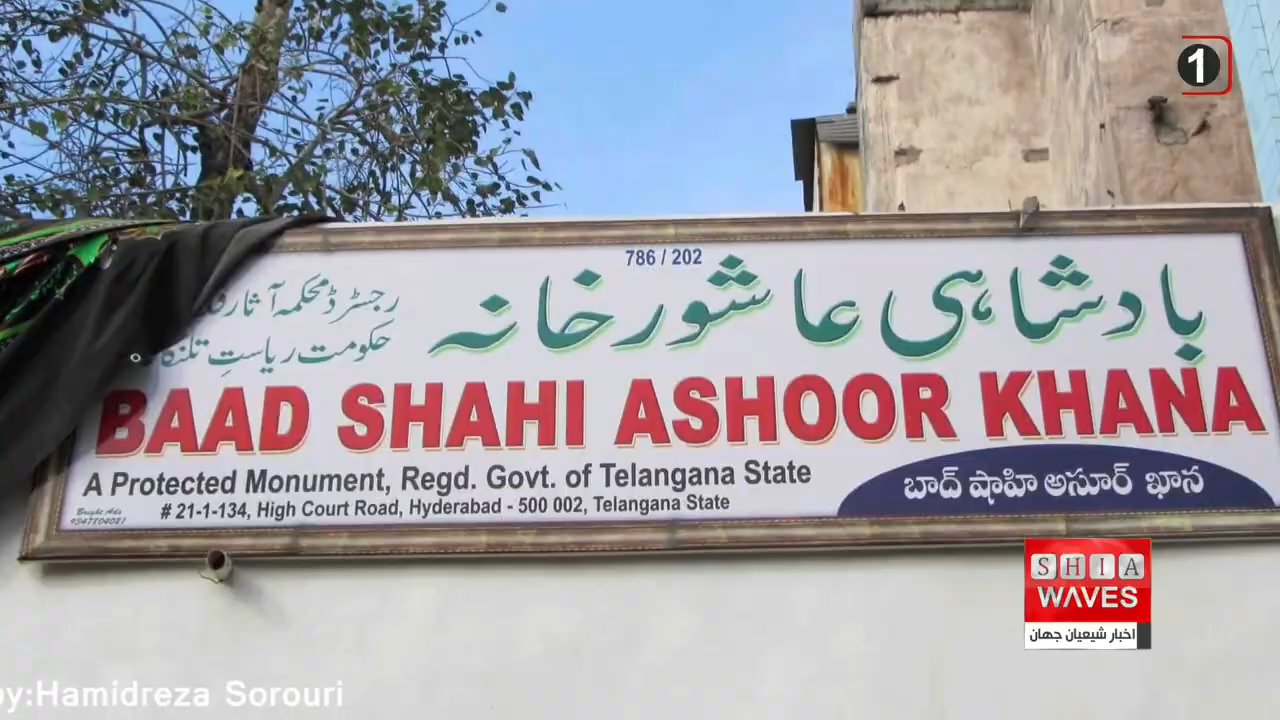 1
786 / 202
بادشاہی عاشور خانہ
رجسٹرڈ محکمہ آثار
حکومت ریاستِ
BAAD SHAHI ASHOOR KHANA
A Protected Monument, Regd. Govt. of Telangana State
# 21-1-134, High Court Road, Hyderabad - 500 002, Telangana State
బాద్ షాహి అసూర్ ఖాన
Bright Ads
SHIA
WAVES
اخبار شیعیان جهان
by:Hamidreza Sorouri